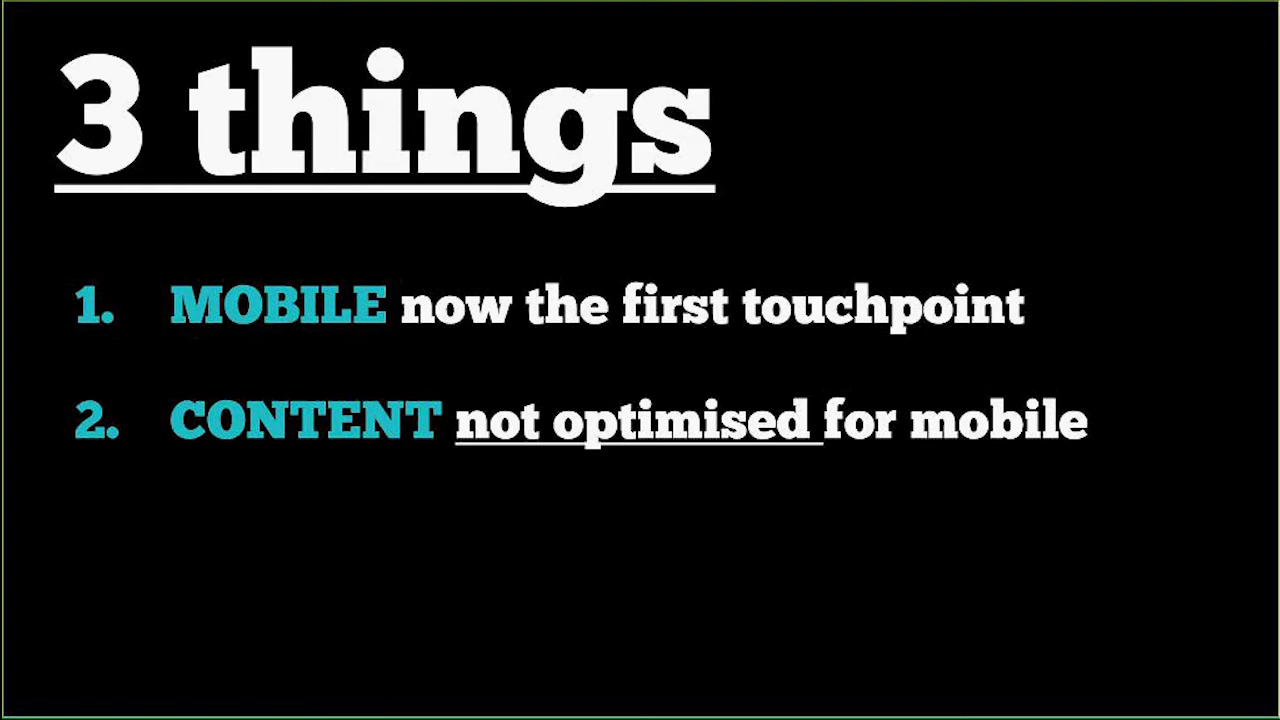 3 things
1. MOBILE now the first touchpoint
2. CONTENT not optimised for mobile